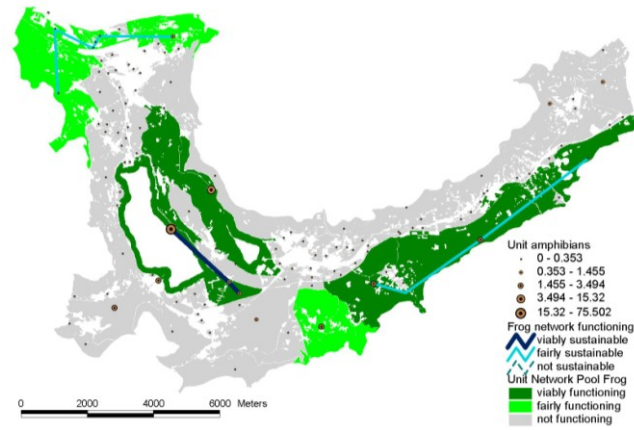 Unit amphibians
0 - 0.353
0.353 - 1.455
1.455 - 3.494
3.494 - 15.32
15.32 - 75.502
Frog network functioning
viably sustainable
fairly sustainable
not sustainable
Unit Network Pool Frog
viably functioning
fairly functioning
not functioning
0 2000 4000 6000 Meters